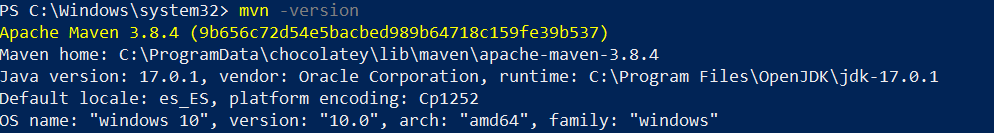 PS C:\Windows\system32> mvn -version
Apache Maven 3.8.4 (9b656c72d54e5bacbed989b64718c159fe39b537)
Maven home: C:\ProgramData\chocolatey\lib\maven\apache-maven-3.8.4
Java version: 17.0.1, vendor: Oracle Corporation, runtime: C:\Program Files\OpenJDK\jdk-17.0.1
Default locale: es_ES, platform encoding: Cp1252
OS name: "windows 10", version: "10.0", arch: "amd64", family: "windows"